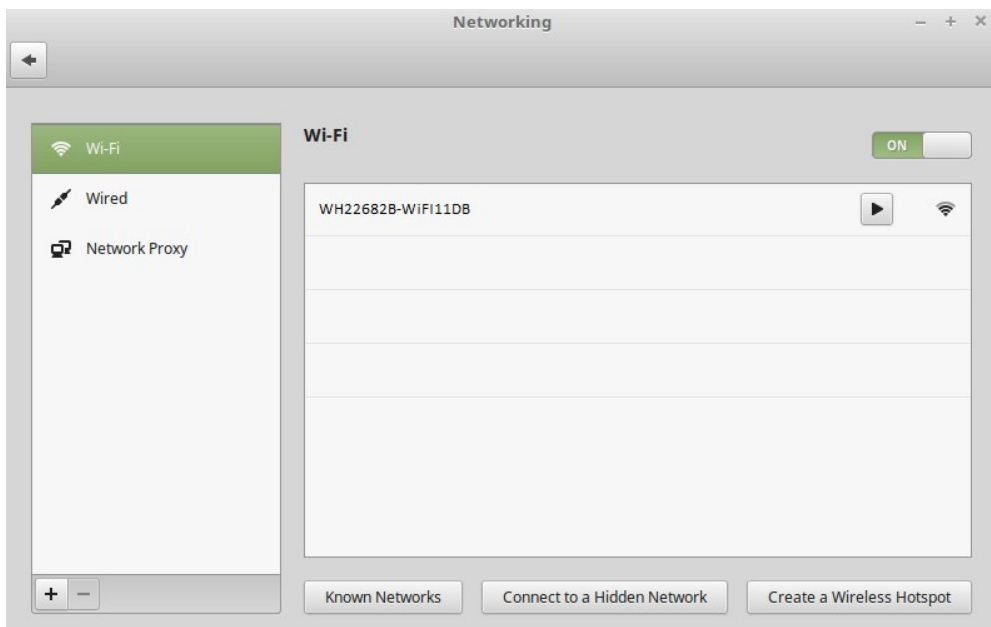 Networking
Wi-Fi
Wired
Network Proxy
Wi-Fi
ON
WH22682B-WiFI11DB
Known Networks
Connect to a Hidden Network
Create a Wireless Hotspot